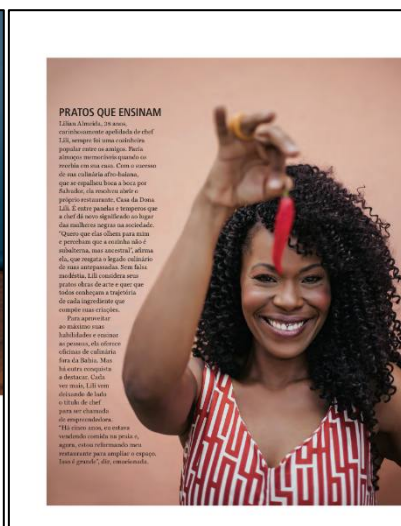 PRATOS QUE ENSINAM
Lilian Almeida, 38 anos,
carinhosamente apelidada de chef
Lili, sempre foi uma cozinheira
popular entre os amigos. Fazia
almoços memoráveis quando os
recebia em sua casa. Com o sucesso
de sua culinária afro-baiana,
que se espalhou boca a boca por
Salvador, ela resolveu abrir o
próprio restaurante, Casa da Dona
Lili. É entre panelas e temperos que
a chef dá novo significado ao lugar
das mulheres negras na sociedade.
"Quero que elas olhem para mim
e percebam que a cozinha não é
subalterna, mas ancestral", afirma
ela, que resgata o legado culinário
de suas antepassadas. Sem falsa
modéstia, Lili considera seus
pratos obras de arte e quer que
todos conheçam a trajetória
de cada ingrediente que
compõe suas criações.
Para aproveitar
ao máximo suas
habilidades e ensinar
as pessoas, ela oferece
oficinas de culinária
fora da Bahia. Mas
há outra conquista
a destacar. Cada
vez mais, Lili vem
deixando de lado
o título de chef
para ser chamada
de empreendedora.
"Há cinco anos, eu estava
vendendo comida na praia e,
agora, estou reformando meu
restaurante para ampliar o espaço.
Isso é grande", diz, emocionada.